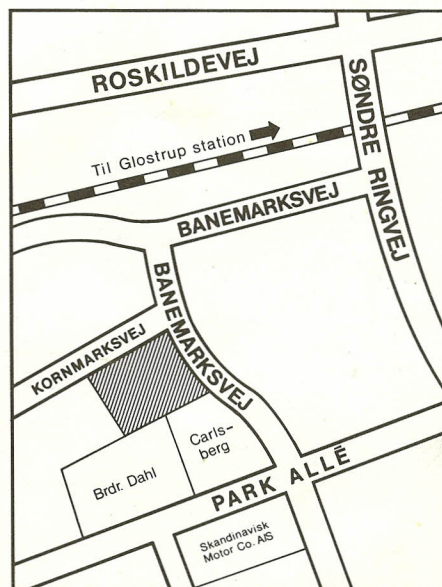 ROSKILDEVEJ
SØNDRE RINGVEJ
Til Glostrup station
BANEMARKSVEJ
BANEMARKSVEJ
KORNMARKSVEJ
Carls-
berg
Brdr. Dahl
PARK ALLÉ
Skandinavisk
Motor Co. A/S